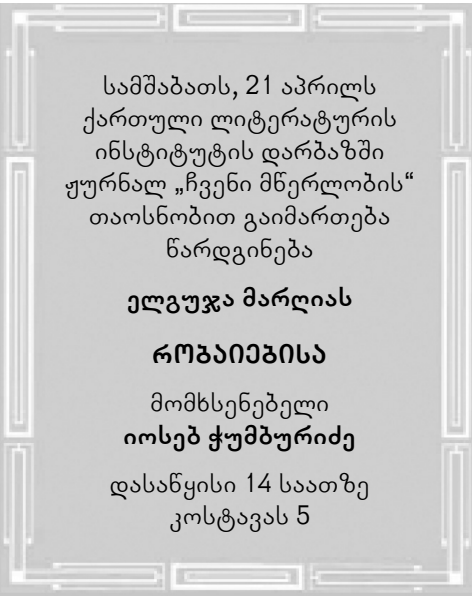 სამშაბათს, 21 აპრილს
ქართული ლიტერატურის
ინსტიტუტის დარბაზში
ჟურნალ „ჩვენი მწერლობის“
თაოსნობით გაიმართება
წარდგინება
ელგუჯა მარღიას
რობაიებისა
მომხსენებელი
იოსებ ჭუმბურიძე
დასაწყისი 14 საათზე
კოსტავას 5